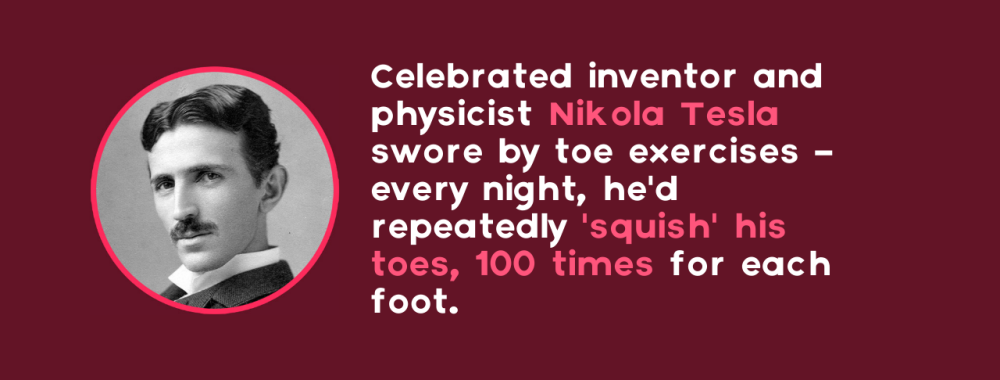 Celebrated inventor and
physicist Nikola Tesla
swore by toe exercises –
every night, he'd
repeatedly 'squish' his
toes, 100 times for each
foot.